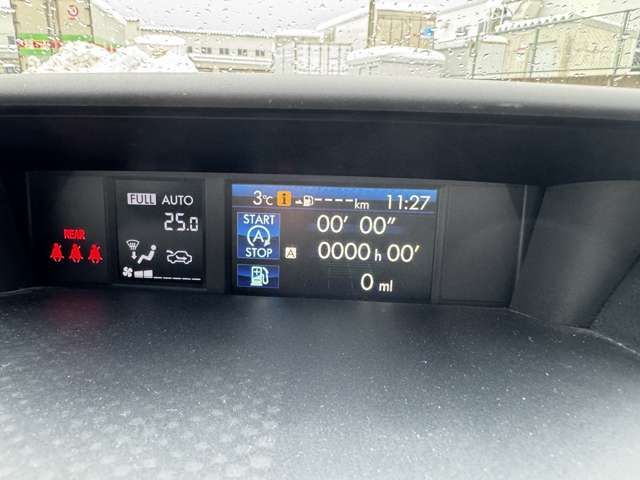 REAR
FULL AUTO
25.0
3℃ i ----km 11:27
START
A
STOP
00' 00"
A 0000 h 00'
0 ml